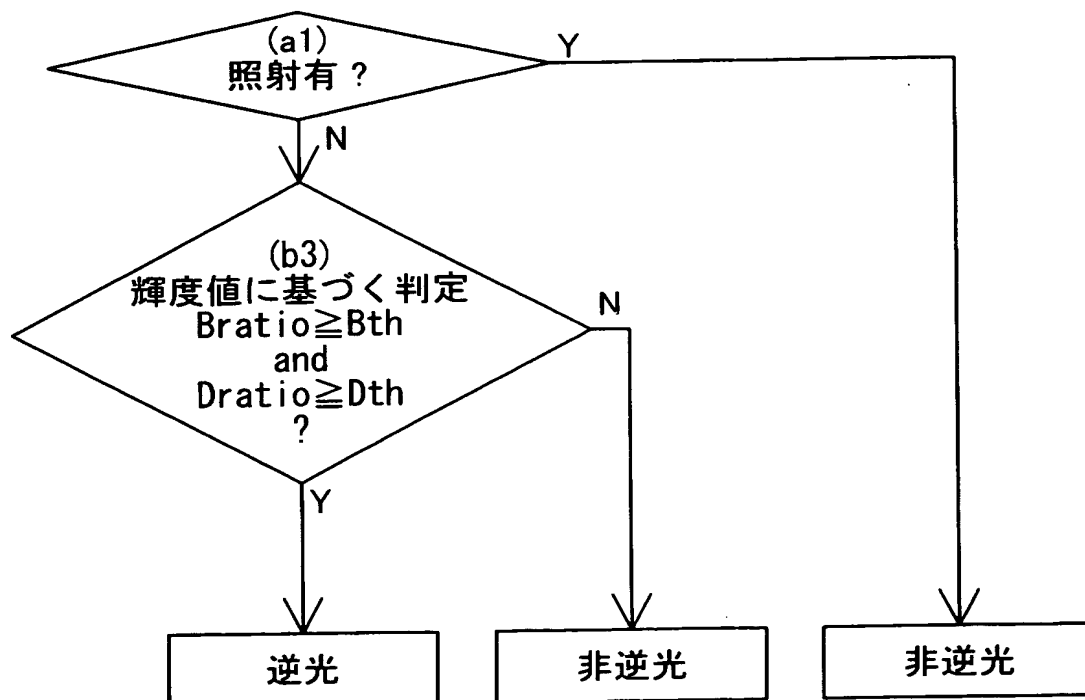 (a1)
照射有?
Y
N
(b3)
輝度値に基づく判定
Bratio≧Bth
and
Dratio≧Dth
?
N
Y
逆光
非逆光
非逆光